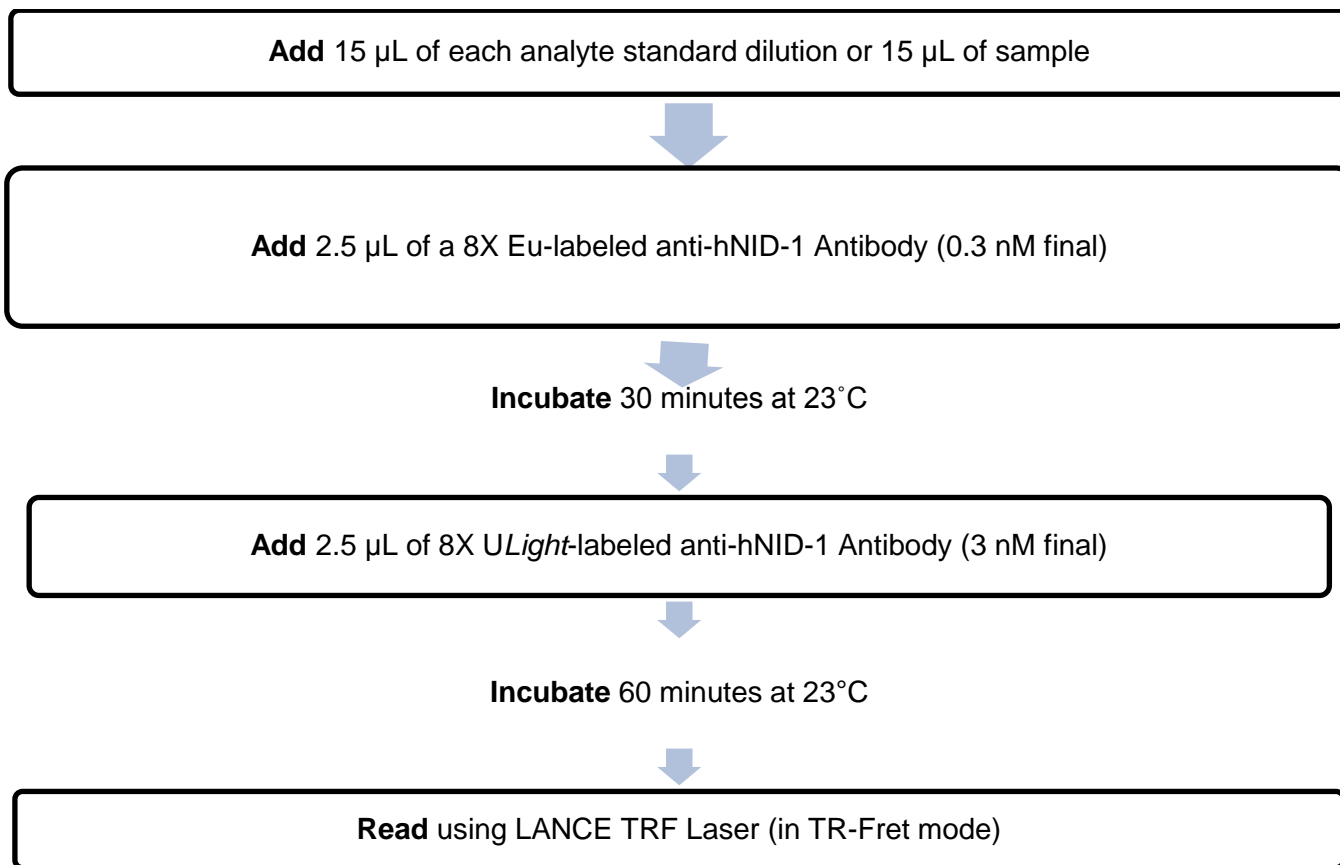 Add 15 µL of each analyte standard dilution or 15 µL of sample
Add 2.5 µL of a 8X Eu-labeled anti-hNID-1 Antibody (0.3 nM final)
Incubate 30 minutes at 23˚C
Add 2.5 µL of 8X ULight-labeled anti-hNID-1 Antibody (3 nM final)
Incubate 60 minutes at 23°C
Read using LANCE TRF Laser (in TR-Fret mode)